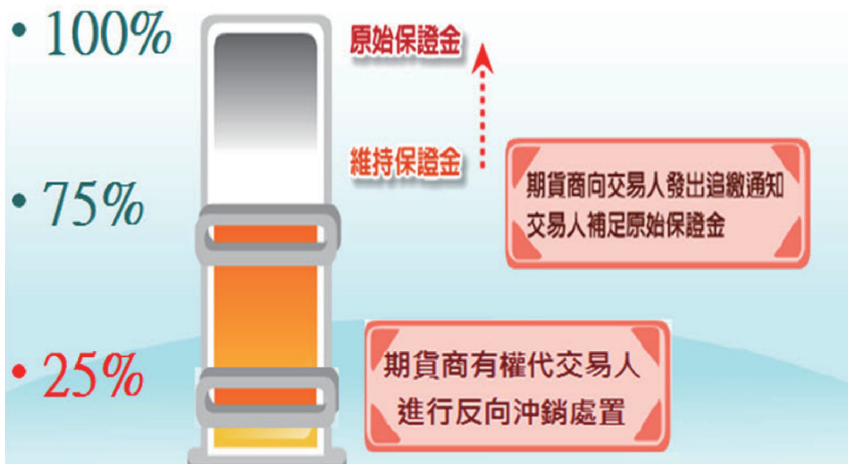 • 100%
原始保證金
維持保證金
期貨商向交易人發出追繳通知
交易人補足原始保證金
• 75%
期貨商有權代交易人
進行反向沖銷處置
• 25%